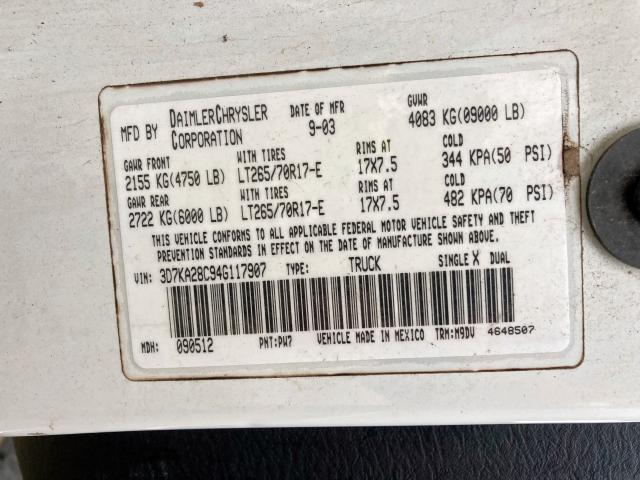 MFD BY DAIMLERCHRYSLER CORPORATION DATE OF MFR 9-03 GVWR 4083 KG(09000 LB)
GAWR FRONT WITH TIRES RIMS AT COLD
2155 KG(4750 LB) LT265/70R17-E 17X7.5 344 KPA(50 PSI)
GAWR REAR WITH TIRES RIMS AT COLD
2722 KG(6000 LB) LT265/70R17-E 17X7.5 482 KPA(70 PSI)
THIS VEHICLE CONFORMS TO ALL APPLICABLE FEDERAL MOTOR VEHICLE SAFETY AND THEFT
PREVENTION STANDARDS IN EFFECT ON THE DATE OF MANUFACTURE SHOWN ABOVE.
VIN: 3D7KA28C94G117907 TYPE: TRUCK SINGLE X DUAL
MDH: 090512 PNT:PW7 VEHICLE MADE IN MEXICO TRM:M9DV 4648507